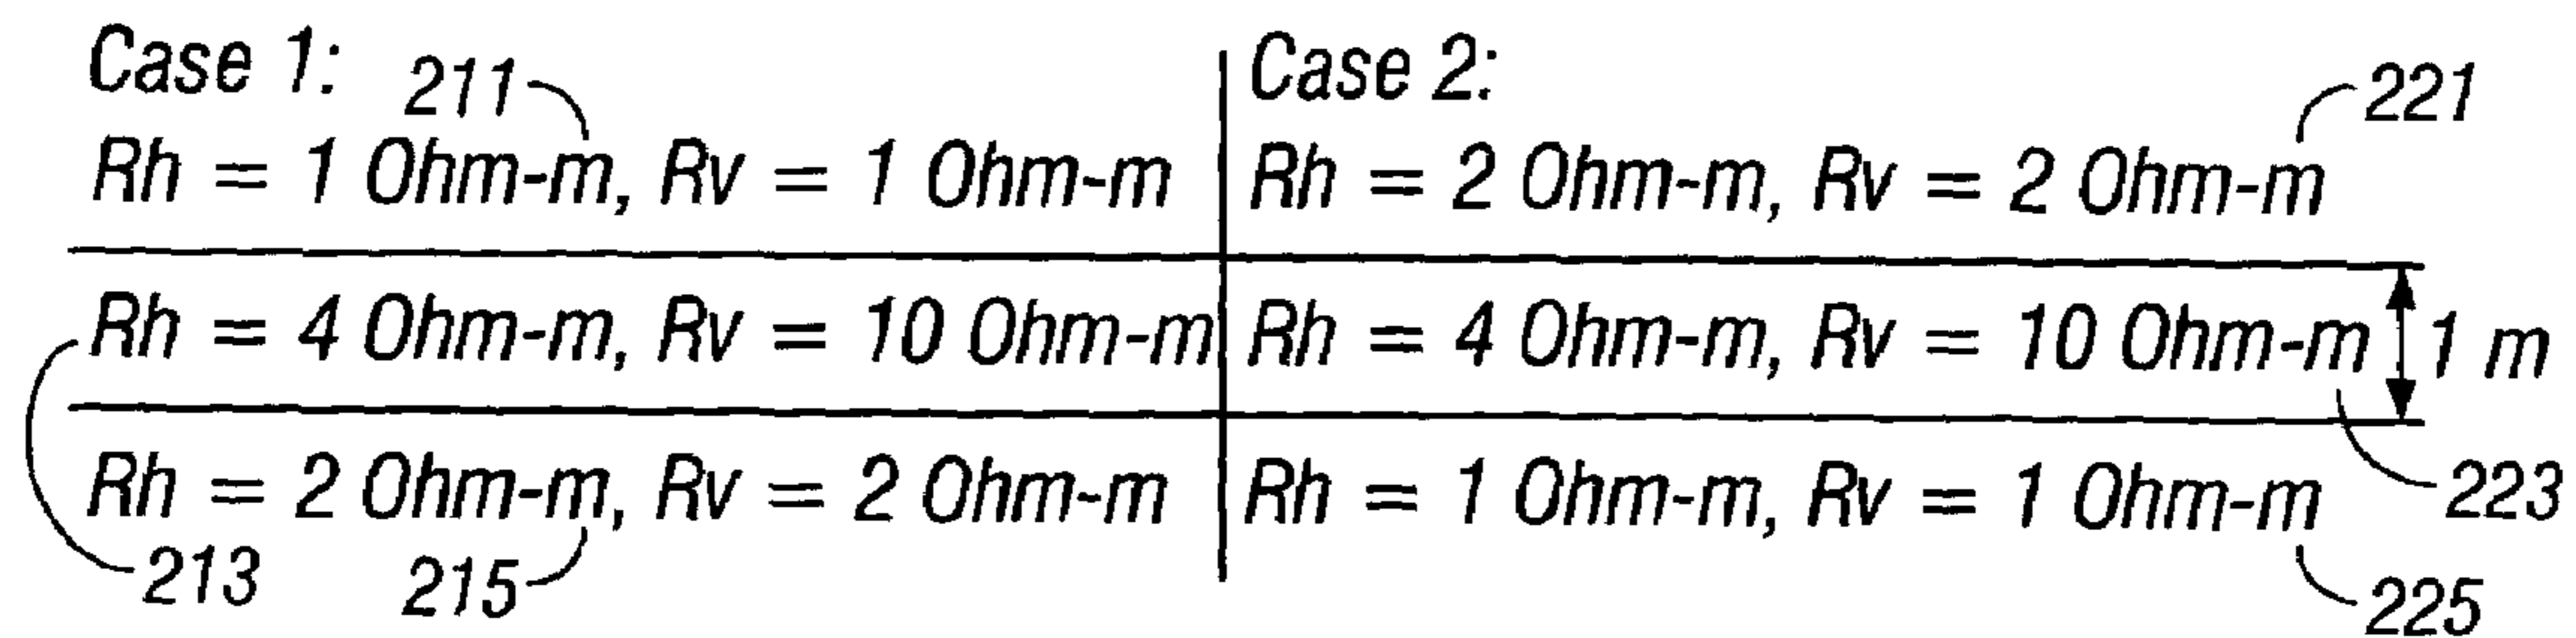 Case 1: 211
Rh = 1 Ohm-m, Rv = 1 Ohm-m
Rh = 4 Ohm-m, Rv = 10 Ohm-m
Rh = 2 Ohm-m, Rv = 2 Ohm-m
213 215
Case 2:
221
Rh = 2 Ohm-m, Rv = 2 Ohm-m
Rh = 4 Ohm-m, Rv = 10 Ohm-m 1 m
Rh = 1 Ohm-m, Rv = 1 Ohm-m
223
225